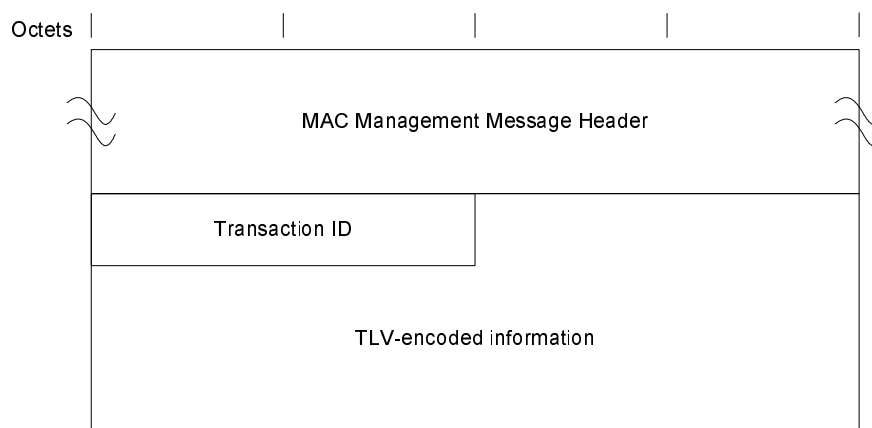 Octets
MAC Management Message Header
Transaction ID
TLV-encoded information